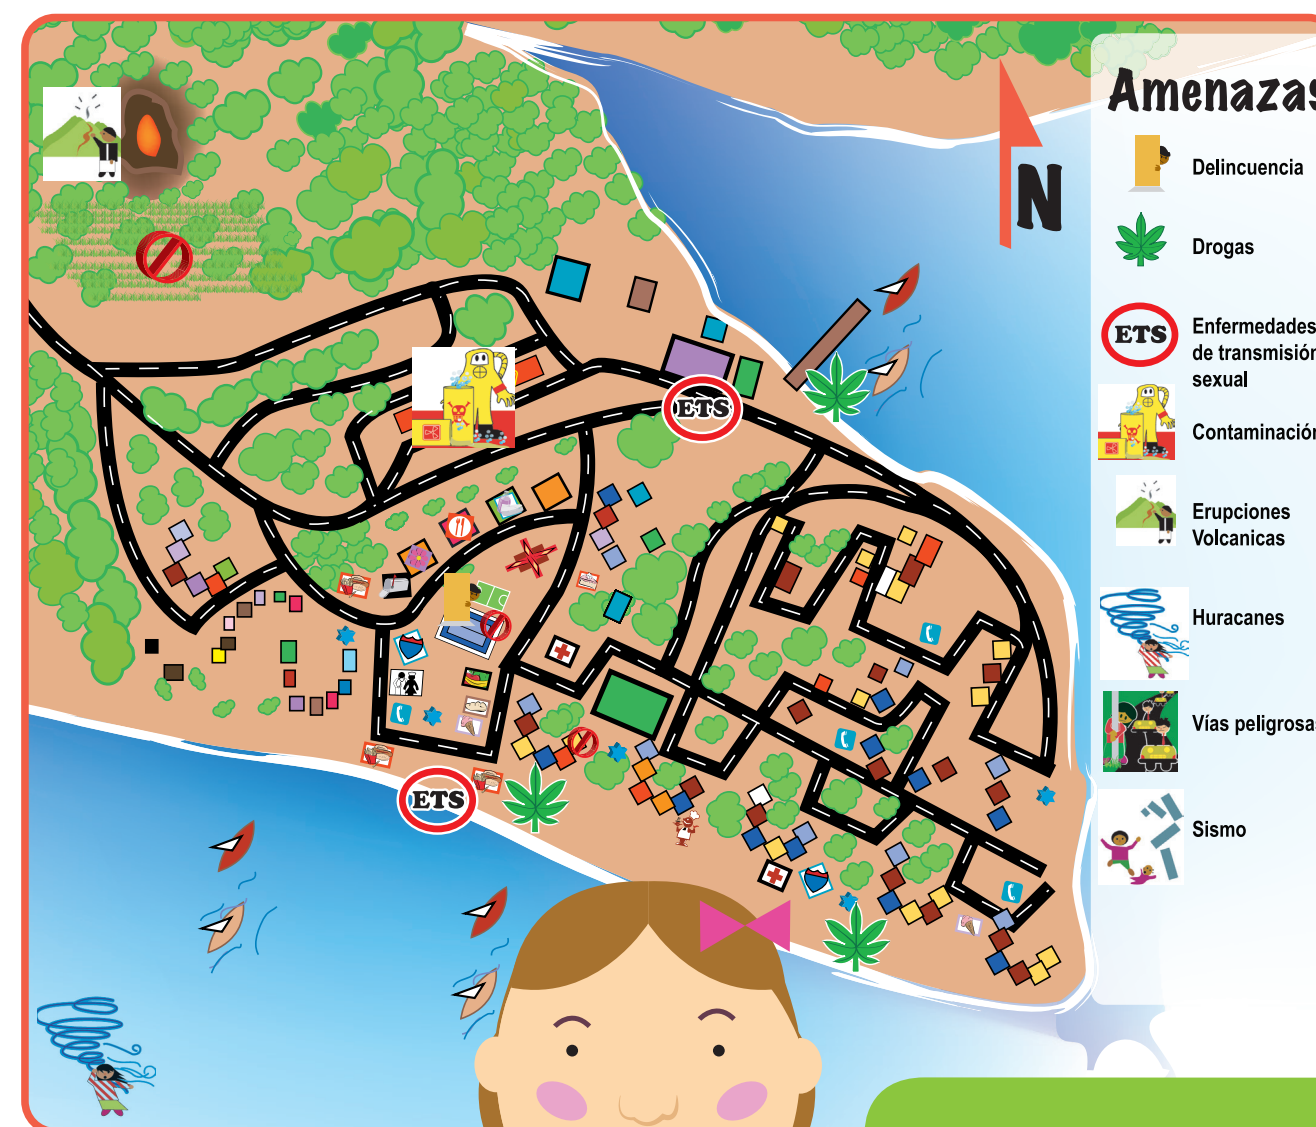 Amenazas
N
Delincuencia
Drogas
ETS
Enfermedades
de transmisión
sexual
Contaminación
Erupciones
Volcanicas
Huracanes
Vías peligrosas
Sismo
ETS
ETS